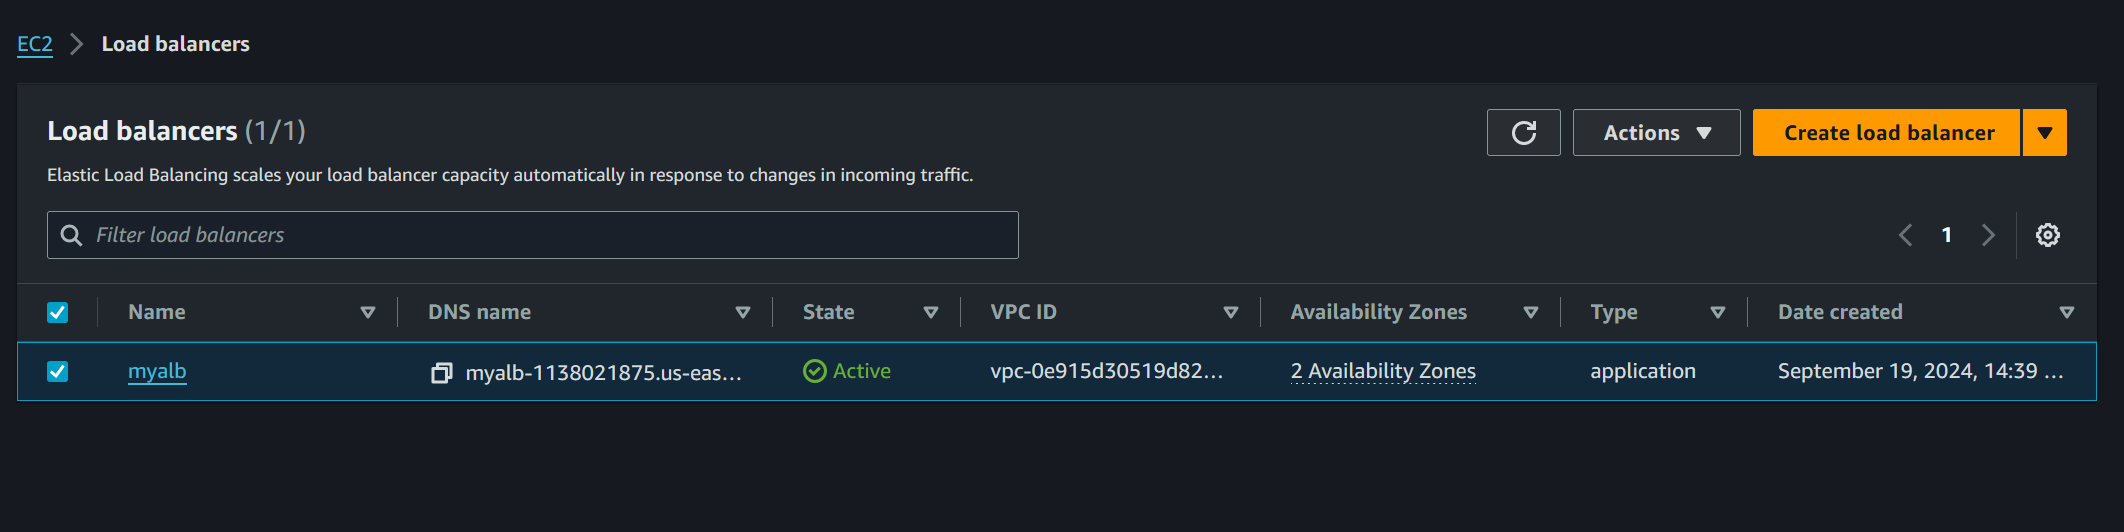 EC2 > Load balancers
Load balancers (1/1)
Actions
Create load balancer
Elastic Load Balancing scales your load balancer capacity automatically in response to changes in incoming traffic.
Filter load balancers
1
Name DNS name State VPC ID Availability Zones Type Date created
myalb myalb-1138021875.us-eas... Active vpc-0e915d30519d82... 2 Availability Zones application September 19, 2024, 14:39 ...